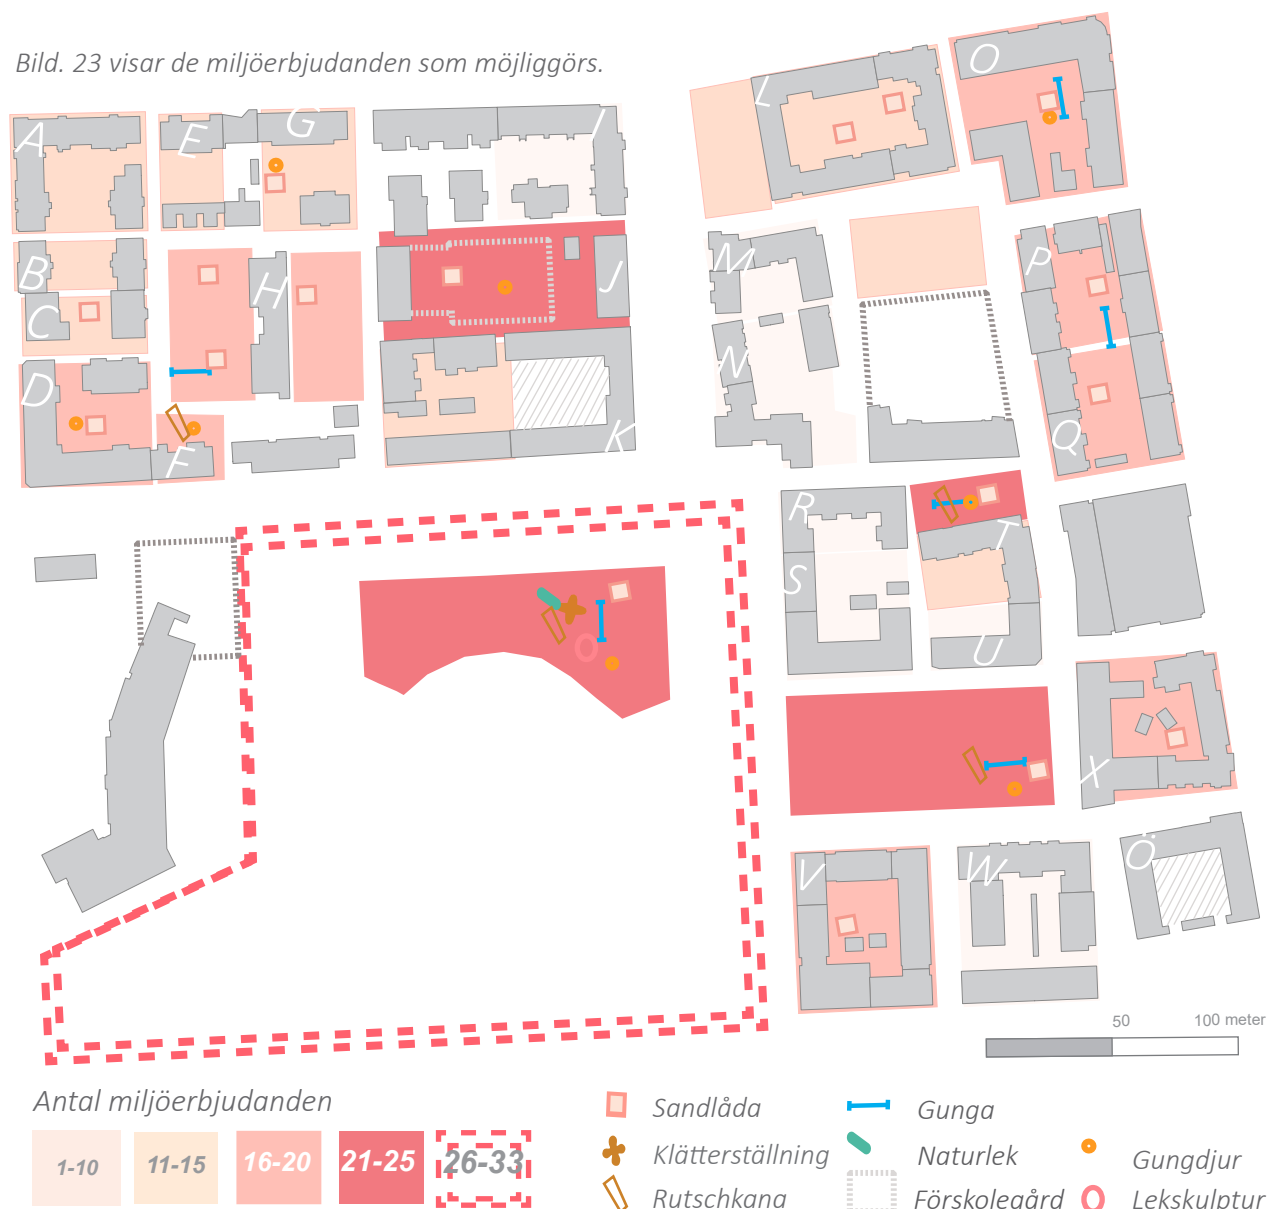 Bild. 23 visar de miljöerbjudanden som möjliggörs.
A
E
G
I
L
O
B
H
J
M
P
C
D
F
K
N
Q
R
T
S
U
X
V
W
Ö
50 100 meter
Antal miljöerbjudanden
1-10 11-15 16-20 21-25 26-33
Sandlåda Gunga
Klätterställning Naturlek Gungdjur
Rutschkana Förskolegård Lekskulptur